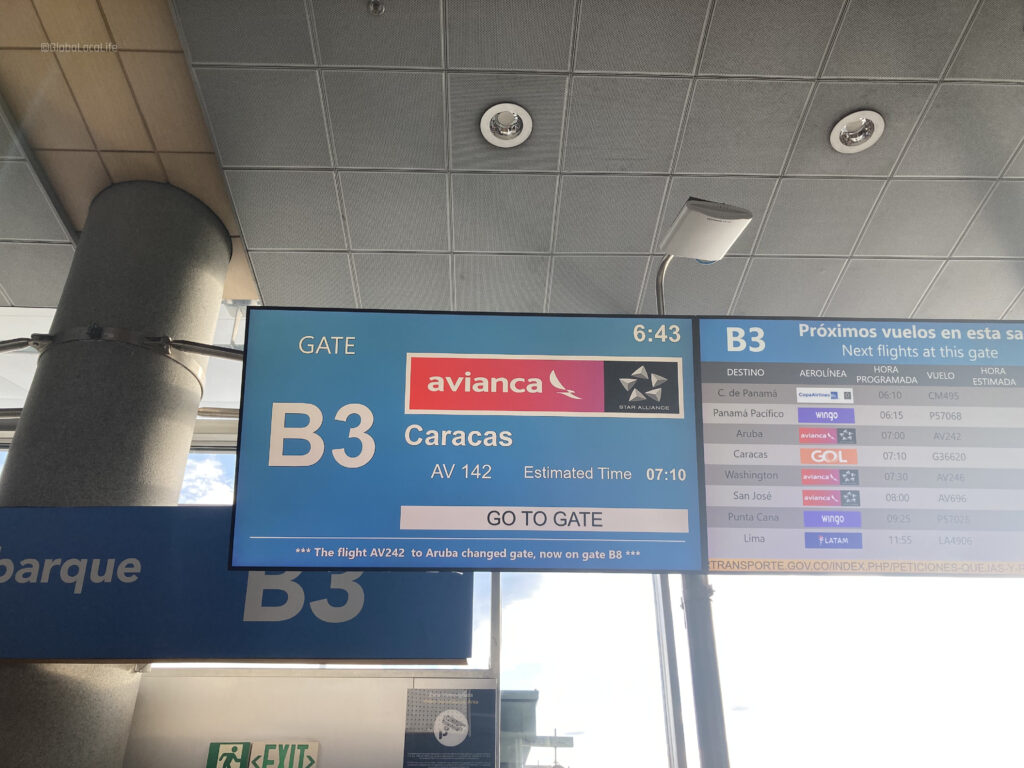 ©GloboLocoLife
GATE
6:43
avianca
STAR ALLIANCE
B3
Caracas
AV 142 Estimated Time 07:10
GO TO GATE
*** The flight AV242 to Aruba changed gate, now on gate B8 ***
B3 Próximos vuelos en esta sa
Next flights at this gate
DESTINO AEROLÍNEA HORA PROGRAMADA VUELO HORA ESTIMADA
C. de Panamá CopaAirlines 06:10 CM495
Panamá Pacífico wingo 06:15 P57068
Aruba avianca 07:00 AV242
Caracas GOL 07:10 G36620
Washington avianca 07:30 AV246
San José avianca 08:00 AV696
Punta Cana wingo 09:25 P57025
Lima LATAM 11:55 LA4906
RTRANSPORTE.GOV.CO/INDEX.PHP/PETICIONES-QUEJAS-Y-R
barque
B3
<EXIT>